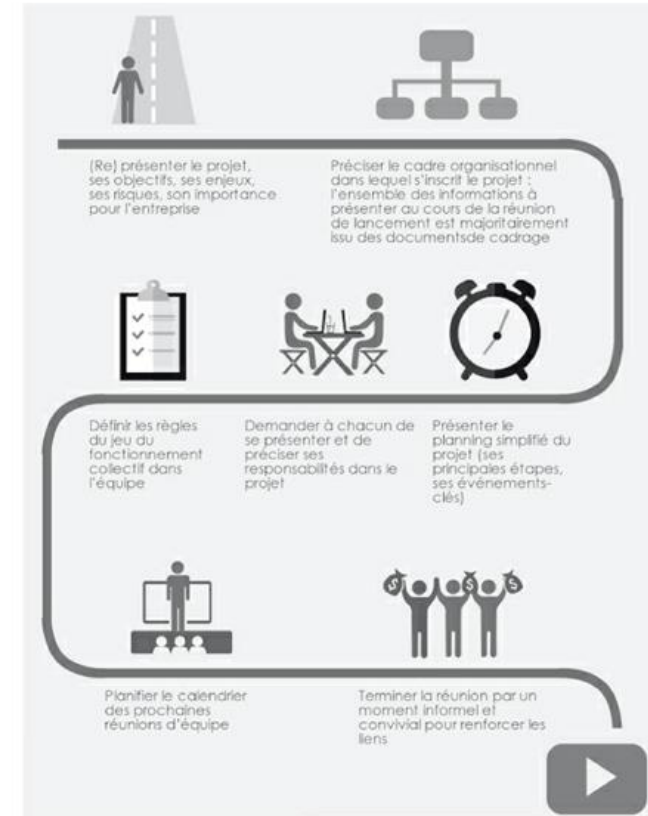 (Re) présenter le projet,
ses objectifs, ses enjeux,
ses risques, son importance
pour l'entreprise
Préciser le cadre organisationnel
dans lequel s'inscrit le projet :
l'ensemble des informations à
présenter au cours de la réunion
de lancement est majoritairement
issu des documentsde cadrage
Définir les règles
du jeu du
fonctionnement
collectif dans
l'équipe
Demander à chacun de
se présenter et de
préciser ses
responsabilités dans le
projet
Présenter le
planning simplifié du
projet (ses
principales étapes,
ses événements-
clés)
Planifier le calendrier
des prochaines
réunions d'équipe
Terminer la réunion par un
moment informel et
convivial pour renforcer les
liens